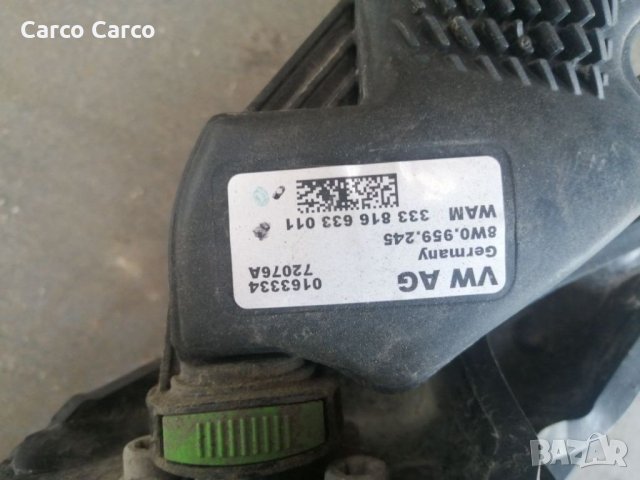 Carco Carco
VW AG
0163334
72076A
Germany
8W0.959.245
WAM 333 816 633 011
BAZAR